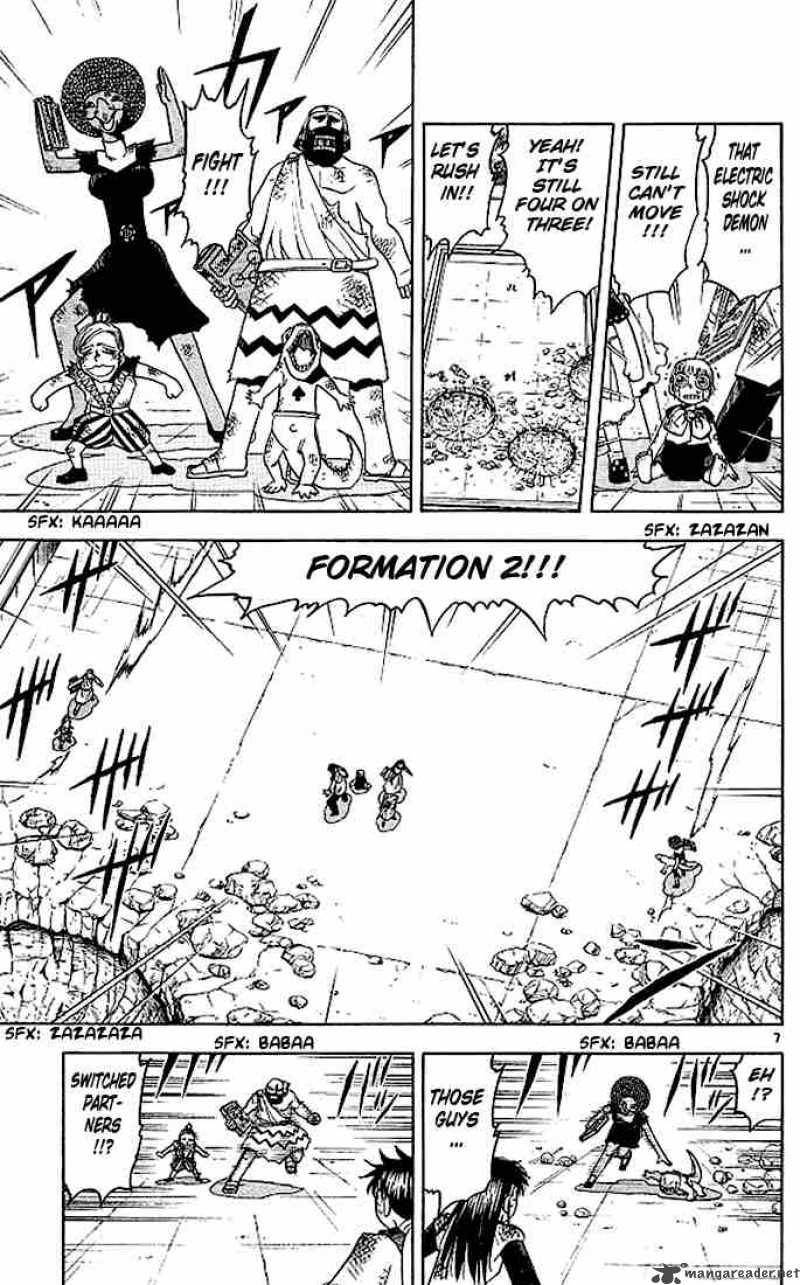 THAT
ELECTRIC
SHOCK
DEMON
...
STILL
CAN'T
MOVE
!!!
YEAH!
IT'S
STILL
FOUR ON
THREE!
LET'S
RUSH
IN!!
FIGHT
!!!
SFX: KAAAAA
SFX: ZAZAZAN
FORMATION 2!!!
SFX: ZAZAZAZA
SFX: BABAA
SFX: BABAA
7
EH
!?
THOSE
GUYS
...
SWITCHED
PART-
NERS
!!?
mangareader.net